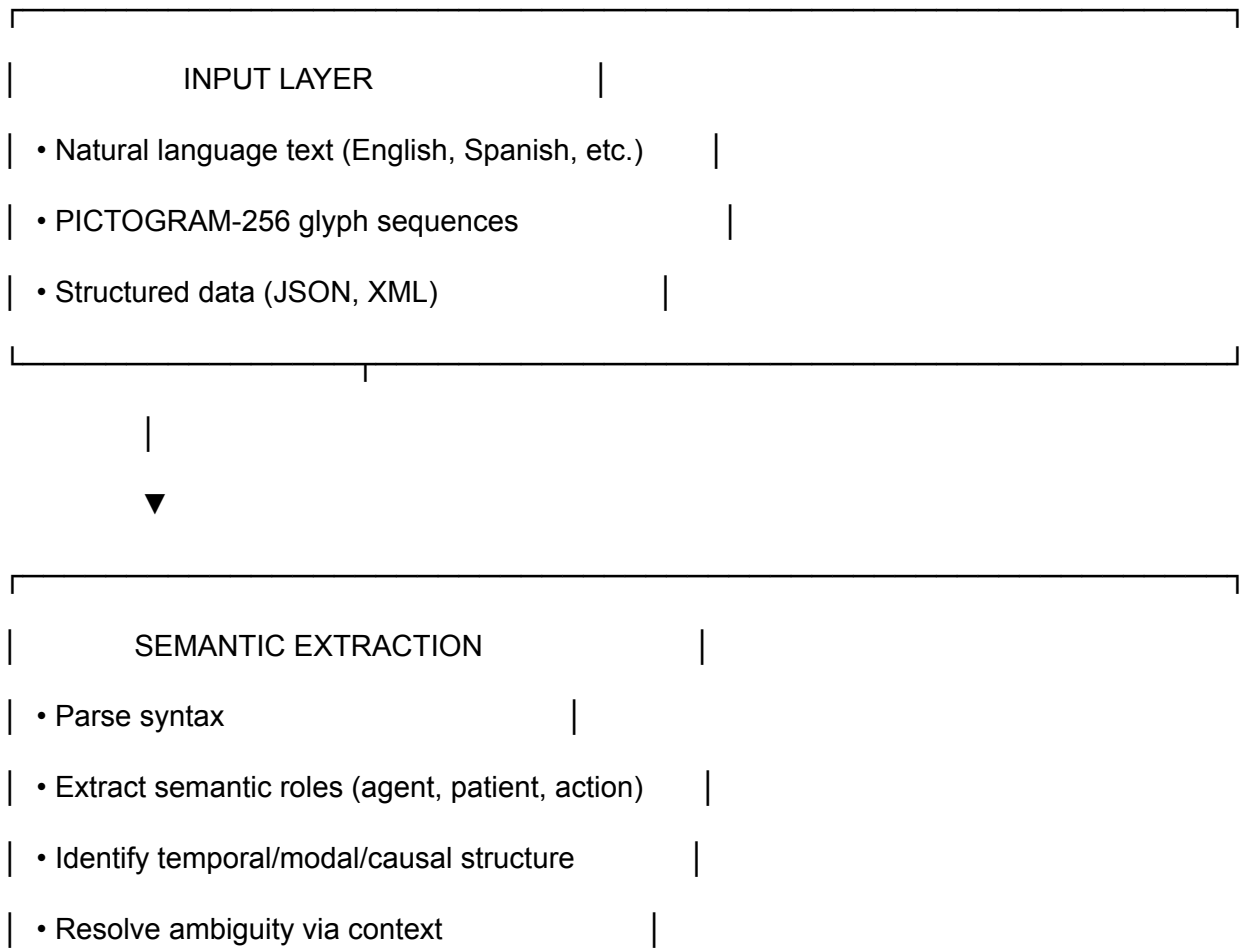 INPUT LAYER
• Natural language text (English, Spanish, etc.)
• PICTOGRAM-256 glyph sequences
• Structured data (JSON, XML)
▼
SEMANTIC EXTRACTION
• Parse syntax
• Extract semantic roles (agent, patient, action)
• Identify temporal/modal/causal structure
• Resolve ambiguity via context